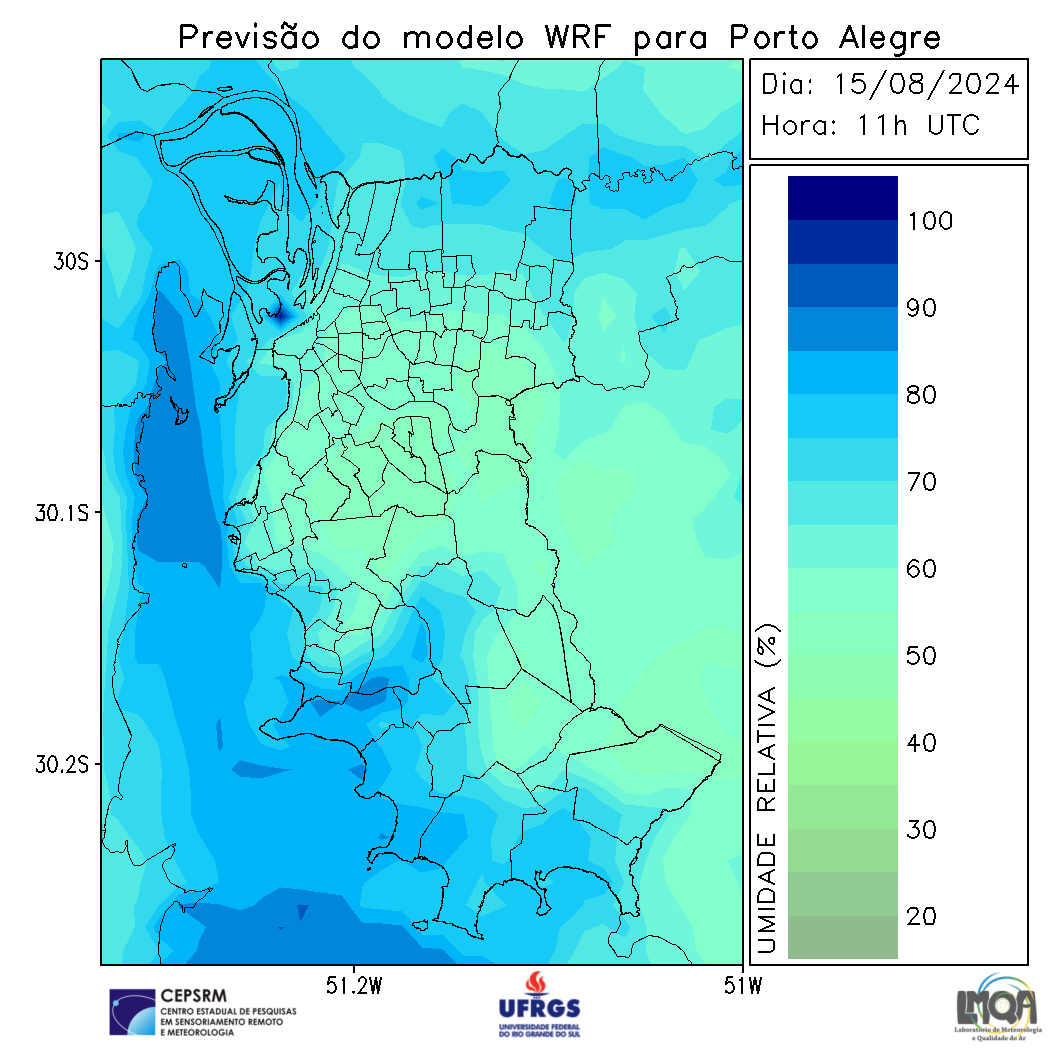 Previsão do modelo WRF para Porto Alegre
Dia: 15/08/2024
Hora: 11h UTC
30S
30.1S
30.2S
51.2W
51W
UMIDADE RELATIVA (%)
100
90
80
70
60
50
40
30
20
CEPSRM
CENTRO ESTADUAL DE PESQUISAS
EM SENSORIAMENTO REMOTO
E METEOROLOGIA
UFRGS
UNIVERSIDADE FEDERAL
DO RIO GRANDE DO SUL
LMQA
Laboratório de Meteorologia
e Qualidade do Ar